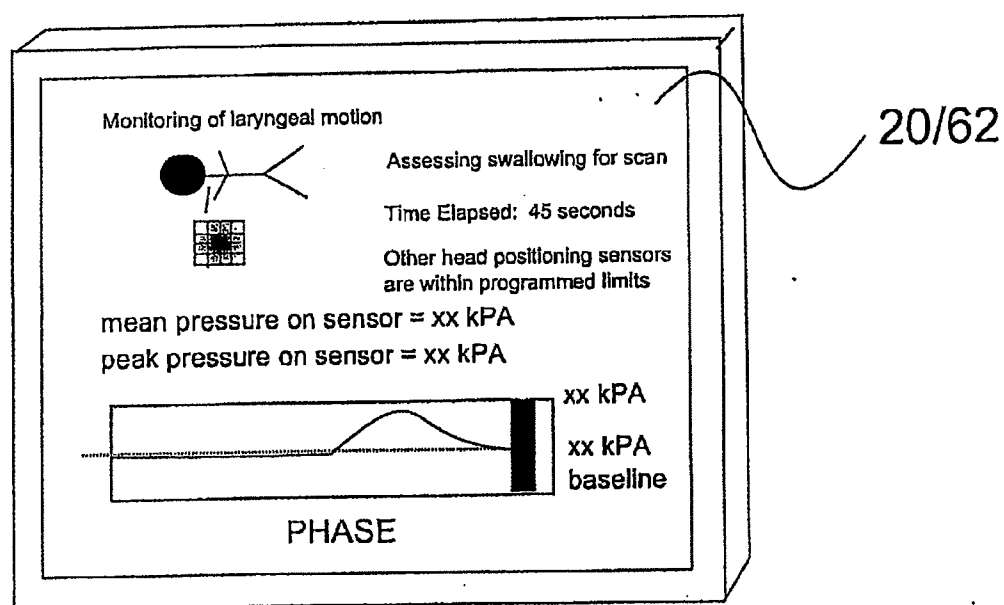 Monitoring of laryngeal motion
Assessing swallowing for scan
Time Elapsed: 45 seconds
Other head positioning sensors
are within programmed limits
mean pressure on sensor = xx kPA
peak pressure on sensor = xx kPA
xx kPA
xx kPA
baseline
PHASE
20/62